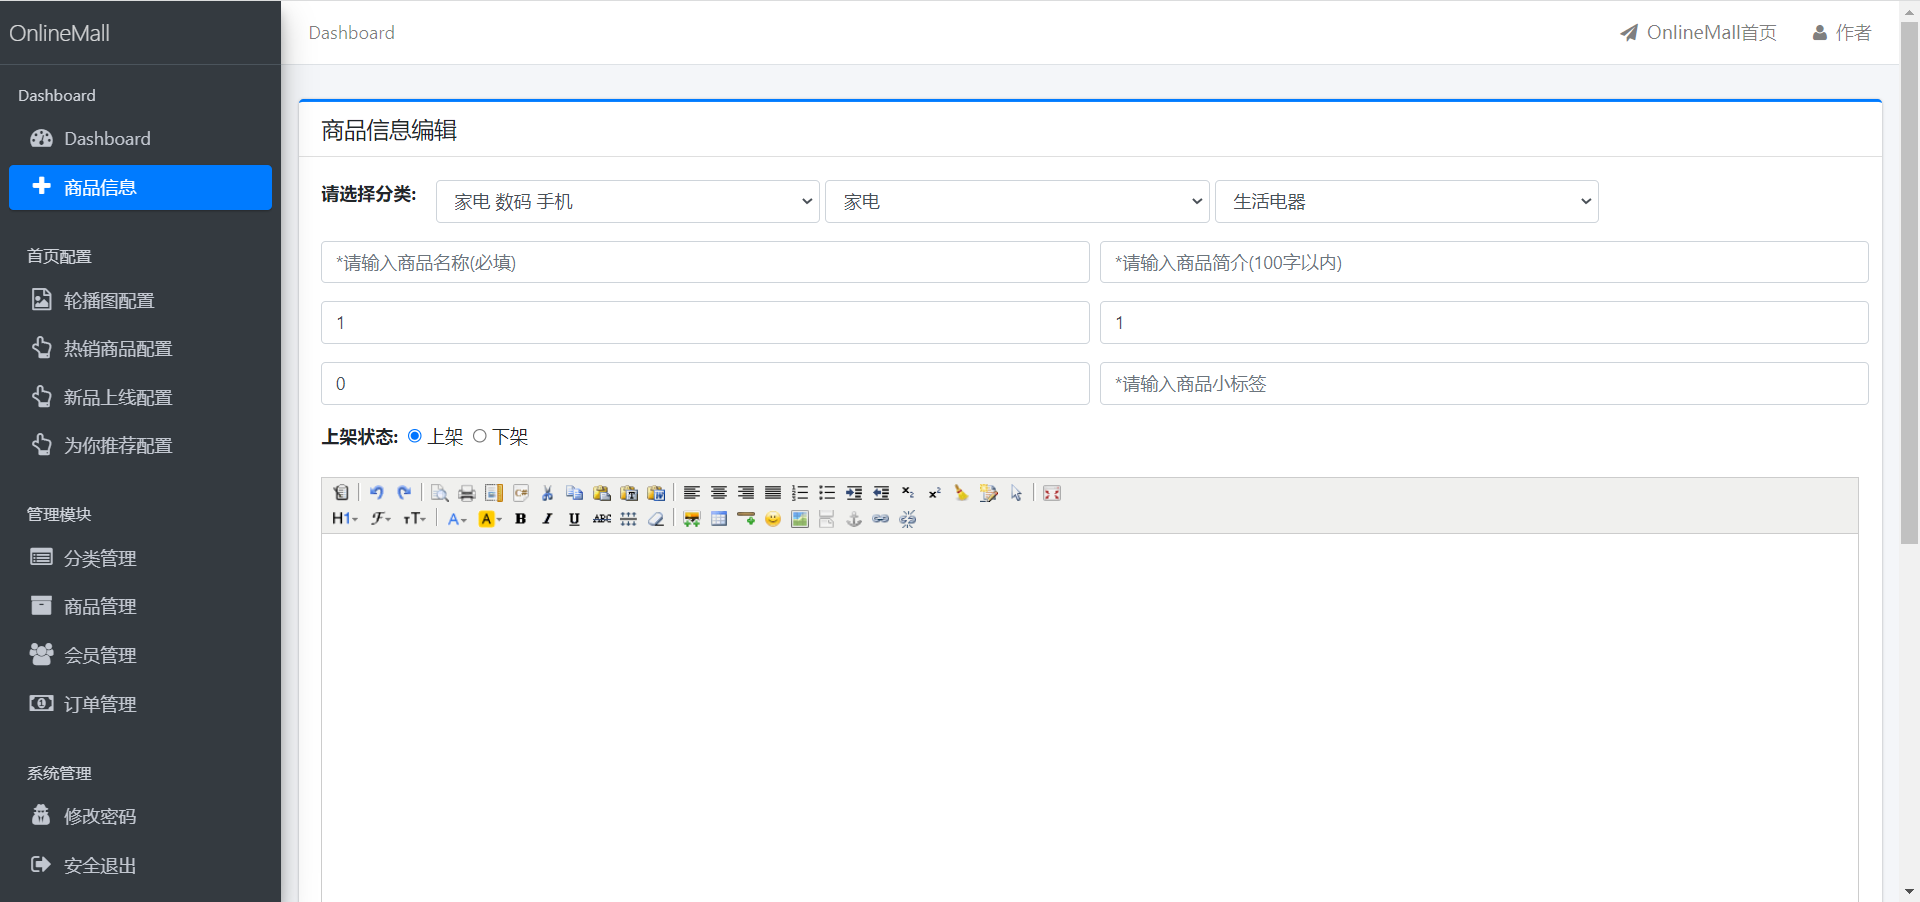 OnlineMall
Dashboard
OnlineMall首页
作者
Dashboard
Dashboard
商品信息
首页配置
轮播图配置
热销商品配置
新品上线配置
为你推荐配置
管理模块
分类管理
商品管理
会员管理
订单管理
系统管理
修改密码
安全退出
商品信息编辑
请选择分类: 家电 数码 手机 家电 生活电器
*请输入商品名称(必填) *请输入商品简介(100字以内)
1 1
0 *请输入商品小标签
上架状态: 上架 下架
H1 F TT A A B I U ABC